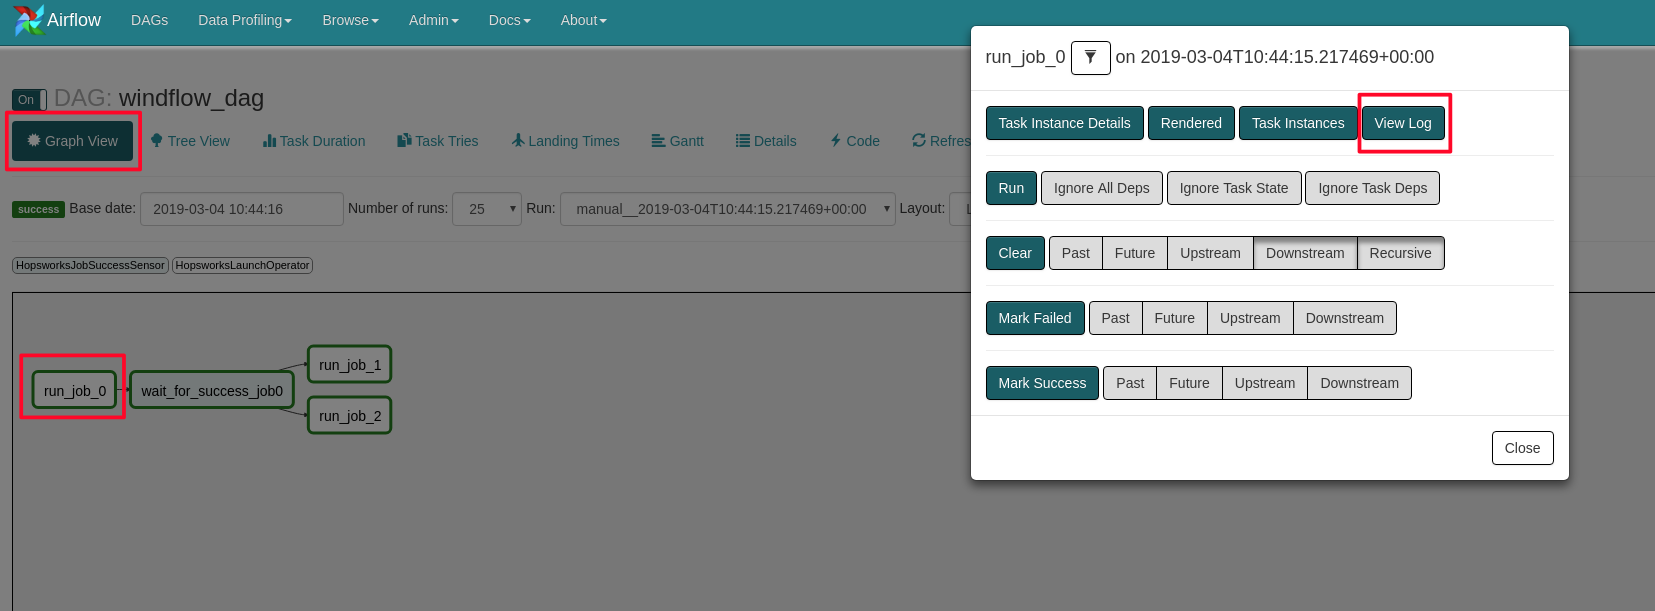 Airflow DAGs Data Profiling Browse Admin Docs About
On DAG: windflow_dag
Graph View Tree View Task Duration Task Tries Landing Times Gantt Details Code Refres
success Base date: 2019-03-04 10:44:16 Number of runs: 25 Run: manual__2019-03-04T10:44:15.217469+00:00 Layout:
HopsworksJobSuccessSensor HopsworksLaunchOperator
run_job_0 wait_for_success_job0 run_job_1
run_job_2
run_job_0 on 2019-03-04T10:44:15.217469+00:00
Task Instance Details Rendered Task Instances View Log
Run Ignore All Deps Ignore Task State Ignore Task Deps
Clear Past Future Upstream Downstream Recursive
Mark Failed Past Future Upstream Downstream
Mark Success Past Future Upstream Downstream
Close